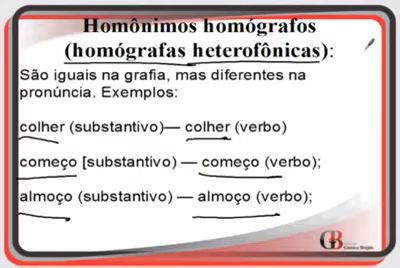 Homônimos homógrafos
(homógrafas heterofônicas):
São iguais na grafia, mas diferentes na
pronúncia. Exemplos:
colher (substantivo)— colher (verbo)
começo [substantivo) — começo (verbo);
almoço (substantivo) — almoço (verbo);
GB